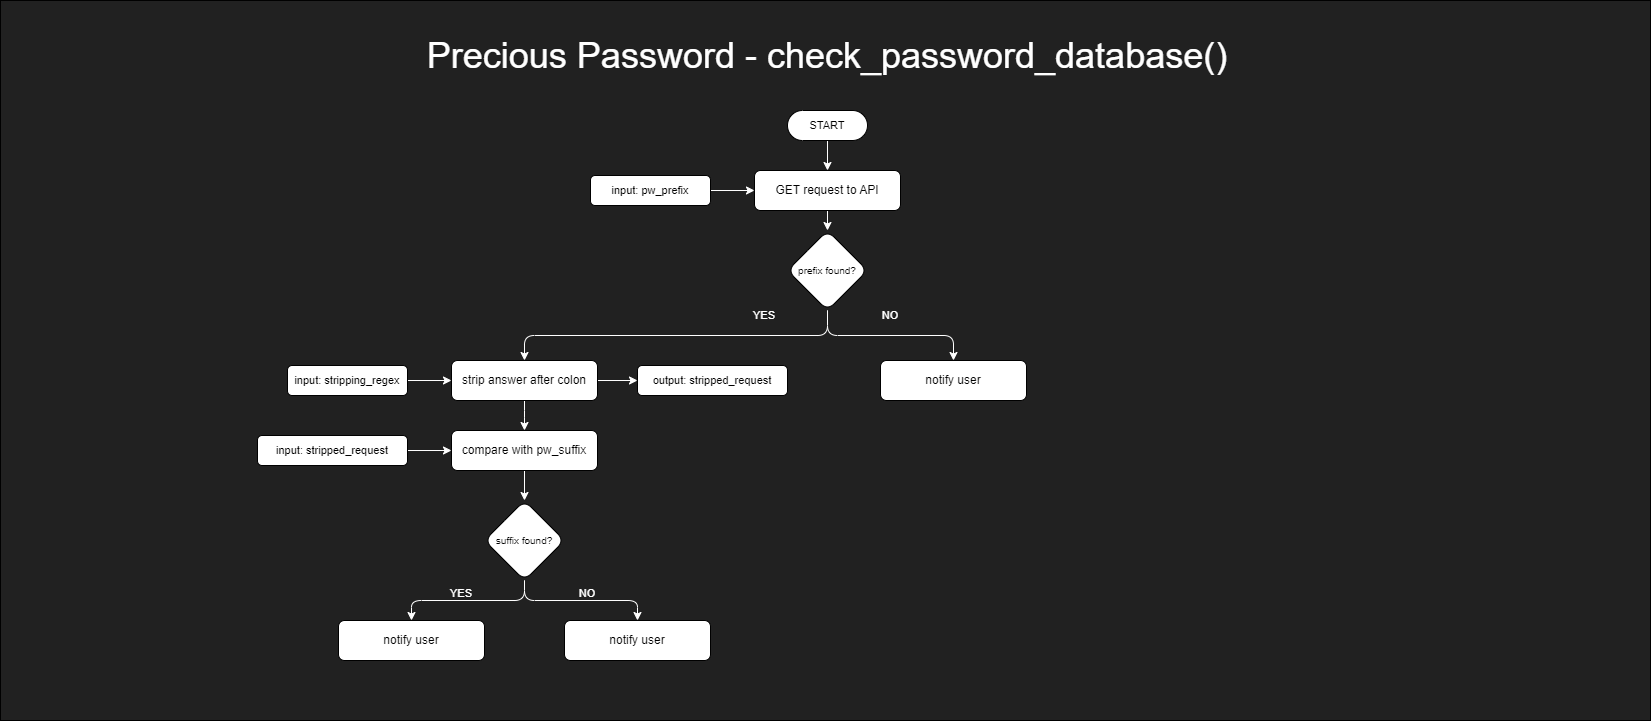 Precious Password - check_password_database()
START
input: pw_prefix
GET request to API
prefix found?
YES
NO
input: stripping_regex
strip answer after colon
output: stripped_request
notify user
input: stripped_request
compare with pw_suffix
suffix found?
YES
NO
notify user
notify user